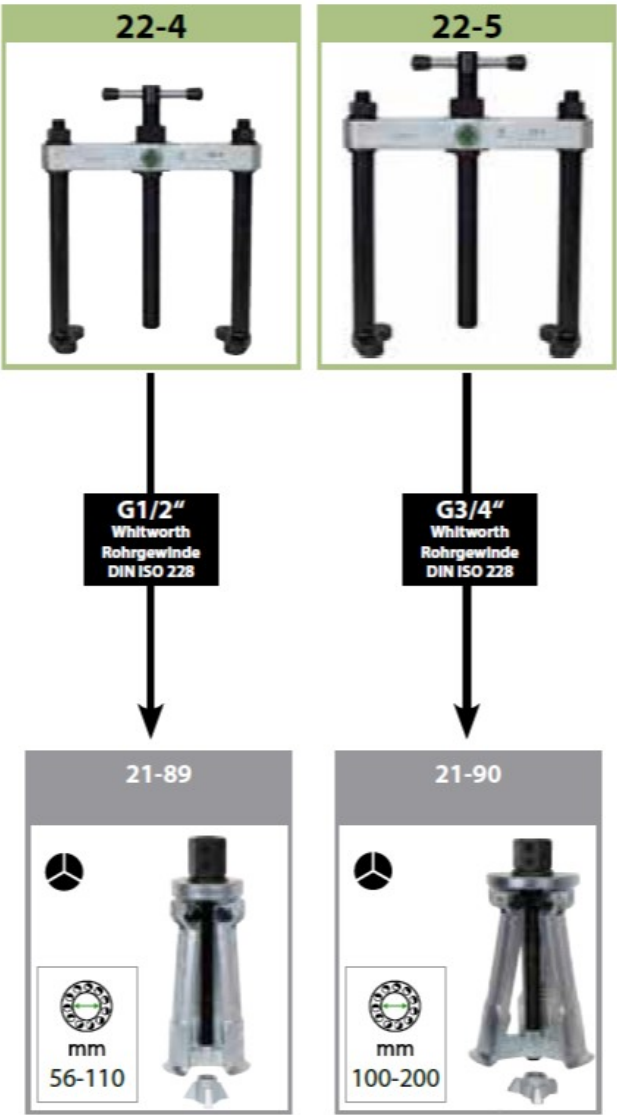 22-4
22-5
G1/2“
Whitworth
Rohrgewinde
DIN ISO 228
G3/4“
Whitworth
Rohrgewinde
DIN ISO 228
21-89
21-90
mm
56-110
mm
100-200